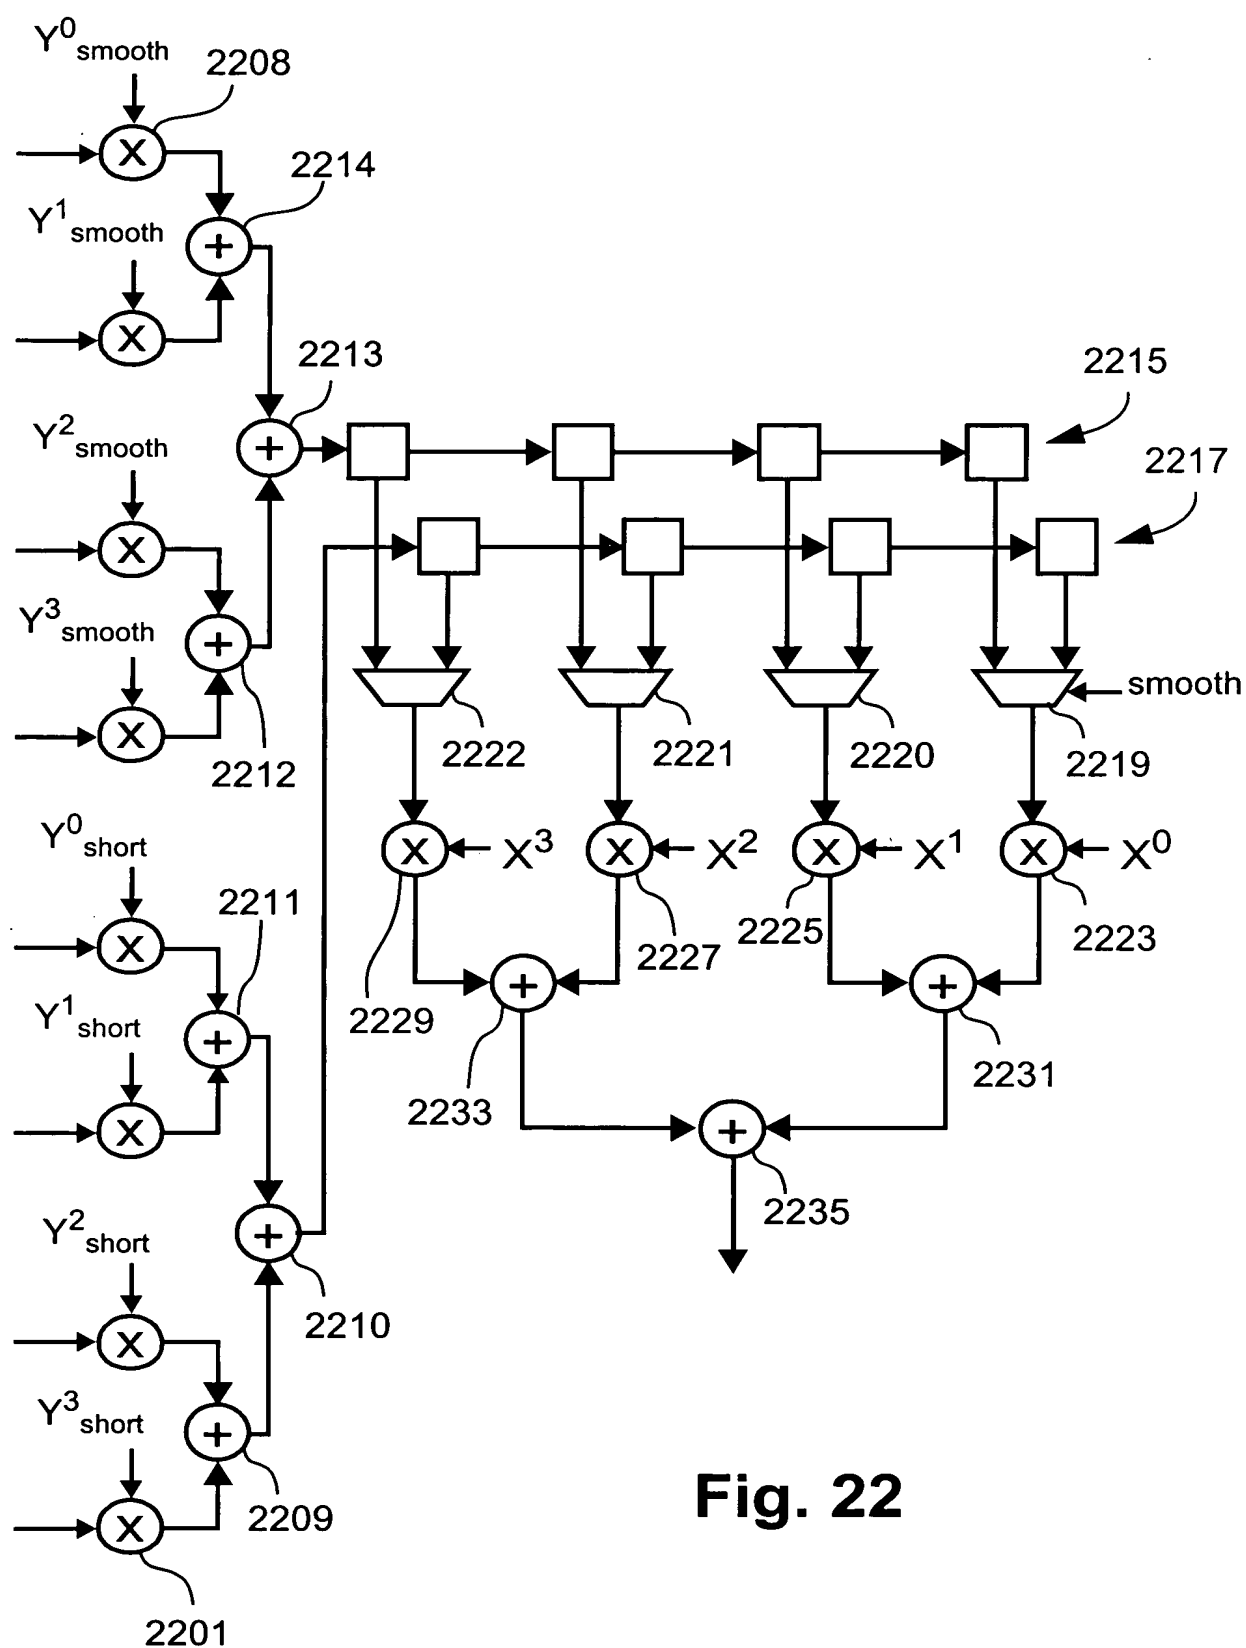 Y⁰smooth
2208
2214
Y¹smooth
2213
2215
Y²smooth
2217
Y³smooth
smooth
2222
2221
2220
2219
2212
Y⁰short
X³
X²
X¹
X⁰
2211
2225
2223
2227
Y¹short
2229
2231
2233
Y²short
2235
2210
Y³short
Fig. 22
2209
2201
X
X
X
X
X
X
X
X
X
X
X
X
+
+
+
+
+
+
+
+
+